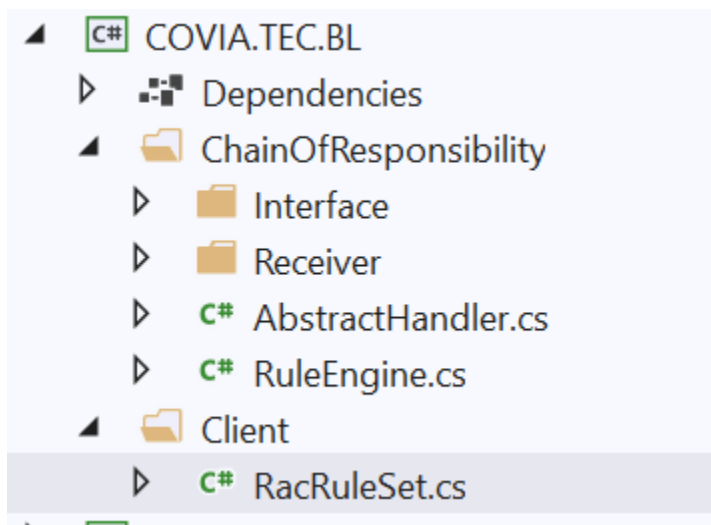 C# COVIA.TEC.BL
Dependencies
ChainOfResponsibility
Interface
Receiver
C# AbstractHandler.cs
C# RuleEngine.cs
Client
C# RacRuleSet.cs